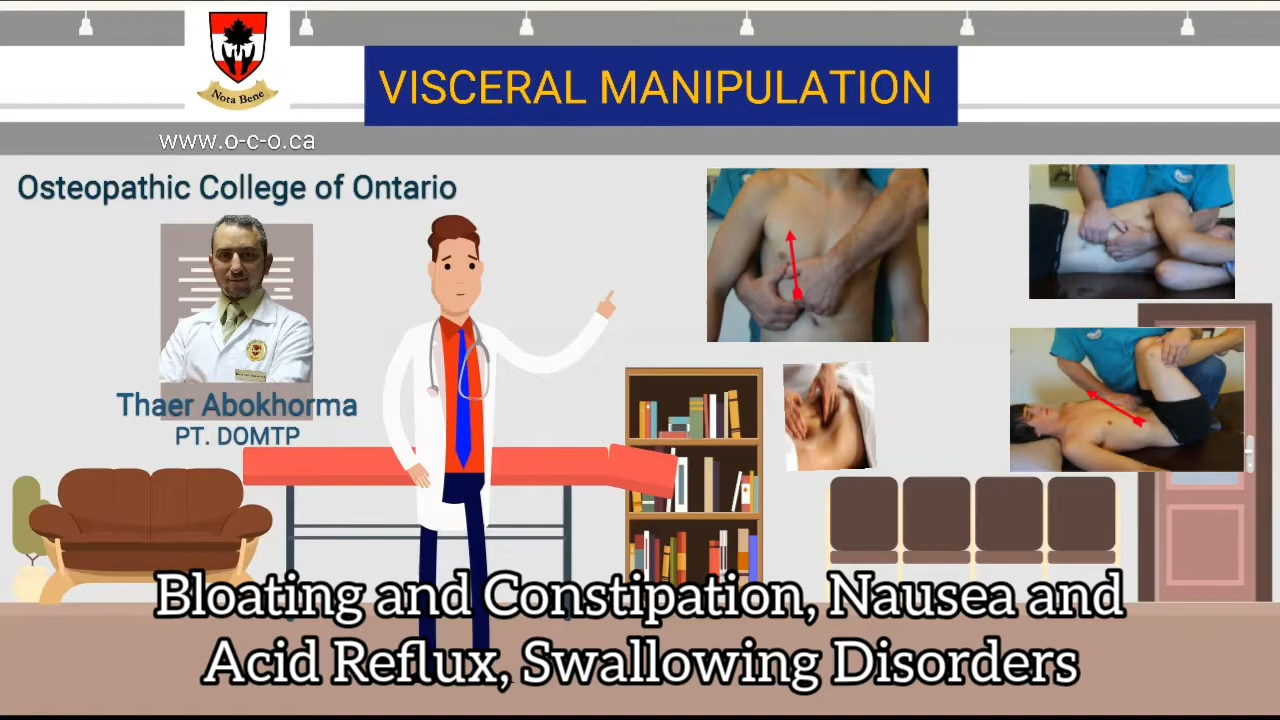 Nota Bene
VISCERAL MANIPULATION
www.o-c-o.ca
Osteopathic College of Ontario
Thaer Abokhorma
PT. DOMTP
Bloating and Constipation, Nausea and
Acid Reflux, Swallowing Disorders